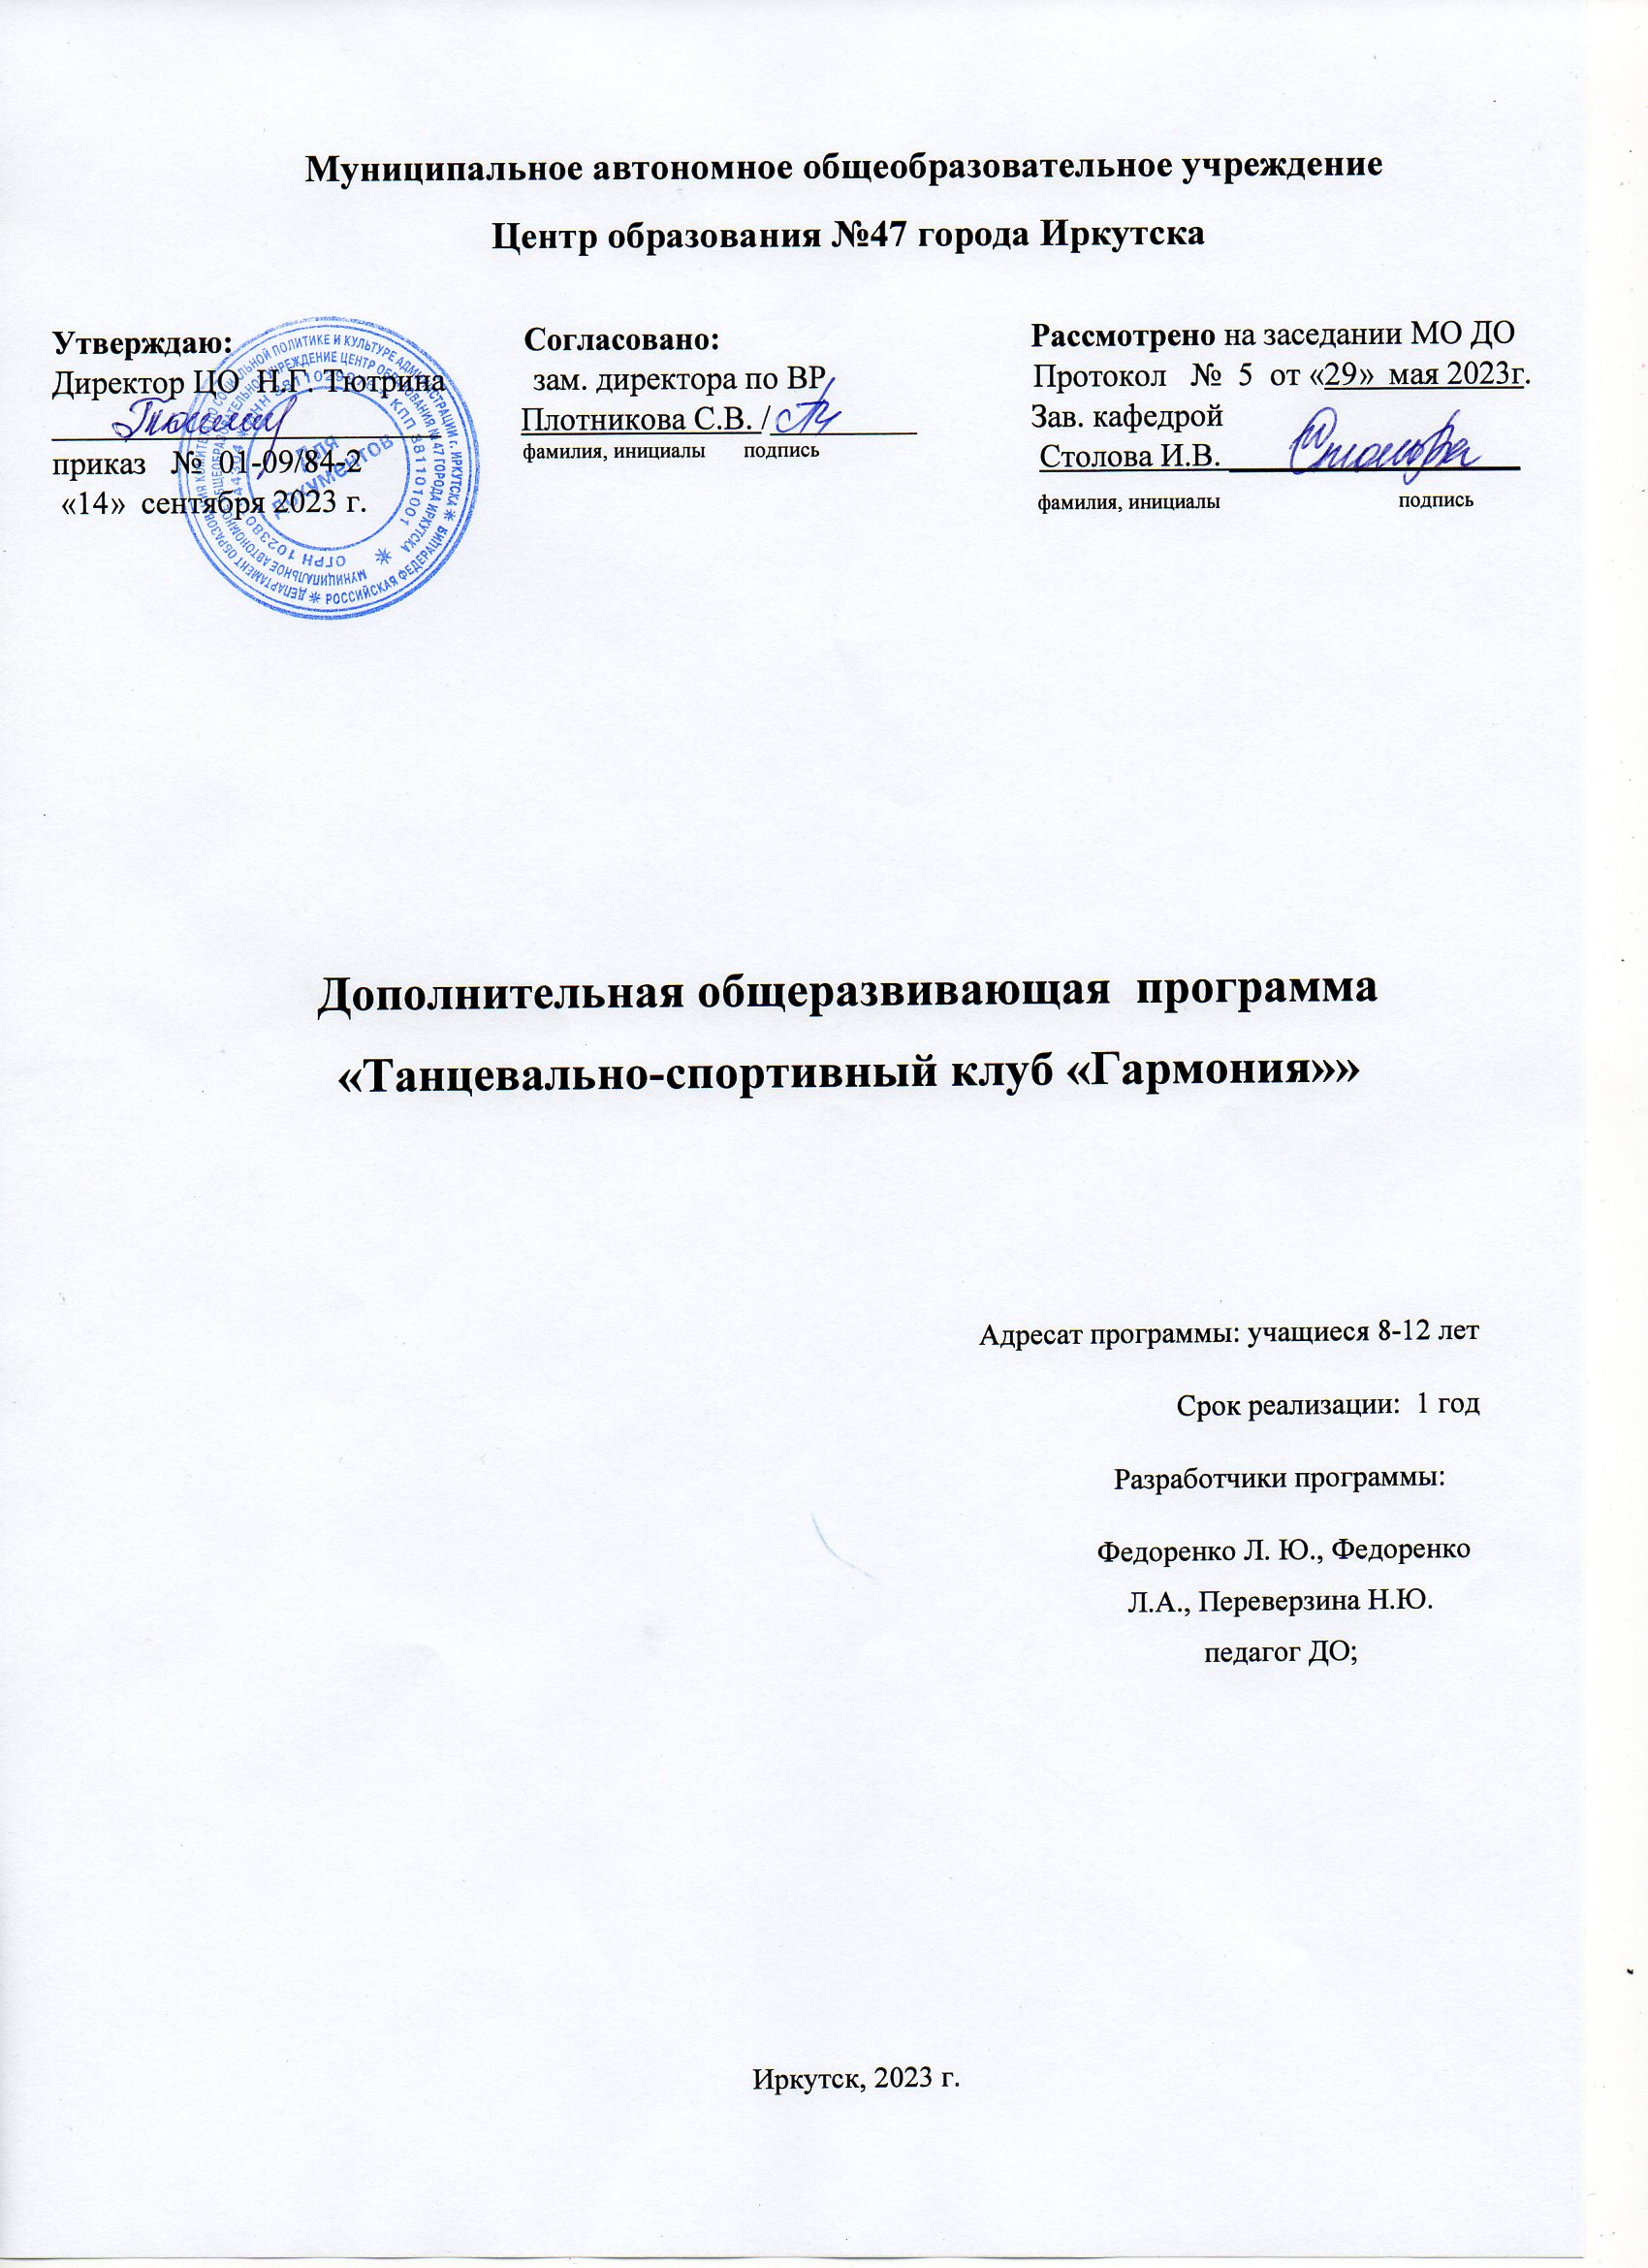 Муниципальное автономное общеобразовательное учреждение
Центр образования №47 города Иркутска
Утверждаю:
Директор ЦО Н.Г. Тютрина
приказ № 01-09/84-2
«14» сентября 2023 г.
Для
документов
Согласовано:
зам. директора по ВР
Плотникова С.В. /
фамилия, инициалы подпись
Рассмотрено на заседании МО ДО
Протокол № 5 от «29» мая 2023г.
Зав. кафедрой
Столова И.В.
фамилия, инициалы подпись
Дополнительная общеразвивающая программа
«Танцевально-спортивный клуб «Гармония»»
Адресат программы: учащиеся 8-12 лет
Срок реализации: 1 год
Разработчики программы:
Федоренко Л. Ю., Федоренко
Л.А., Переверзина Н.Ю.
педагог ДО;
Иркутск, 2023 г.